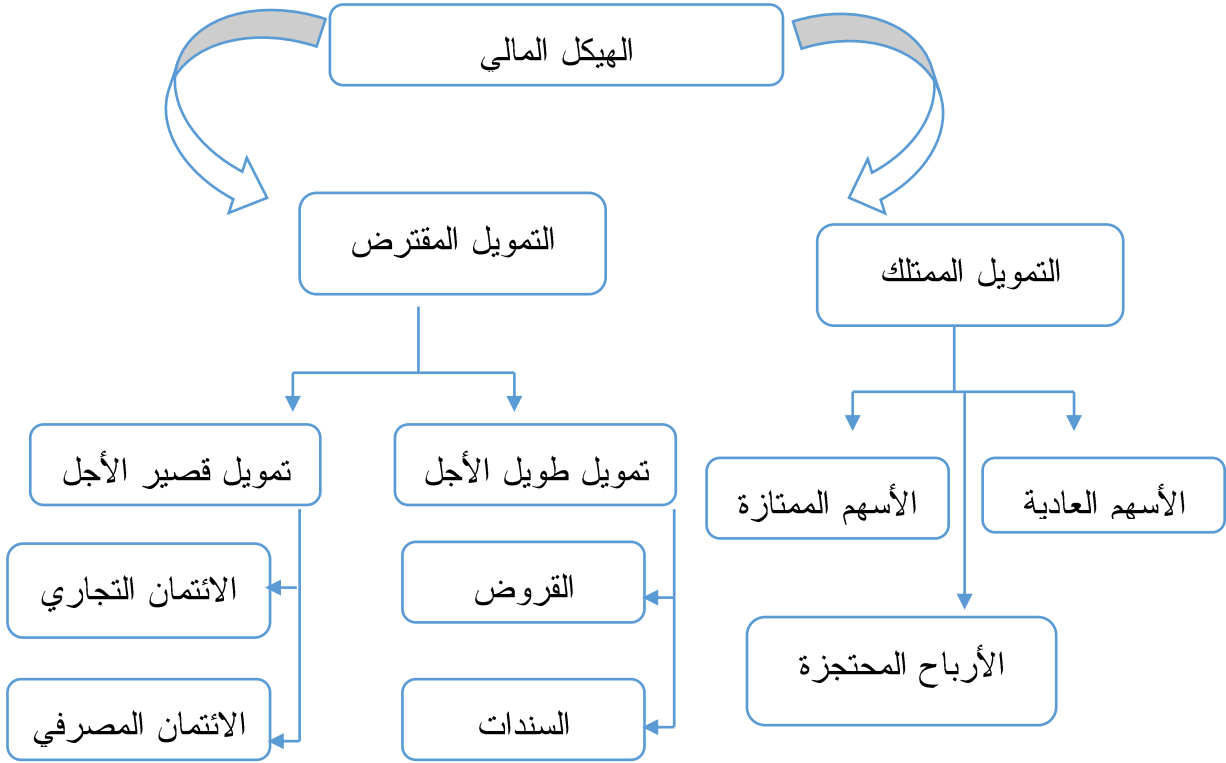 الهيكل المالي
التمويل الممتلك
التمويل المقترض
الأسهم العادية
الأسهم الممتازة
الأرباح المحتجزة
تمويل طويل الأجل
تمويل قصير الأجل
القروض
السندات
الائتمان التجاري
الائتمان المصرفي